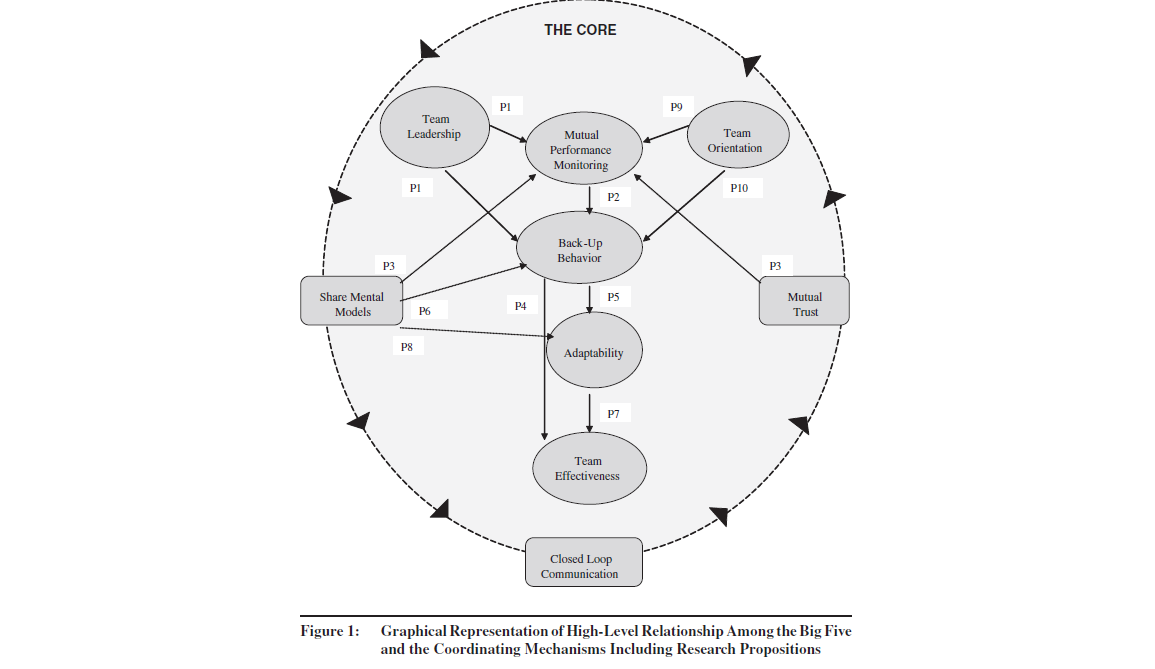 THE CORE
P1
P9
Team
Leadership
Mutual
Performance
Monitoring
Team
Orientation
P1
P2
P10
Back-Up
Behavior
P3
P3
Share Mental
Models
P6
P4
P5
Mutual
Trust
P8
Adaptability
P7
Team
Effectiveness
Closed Loop
Communication
Figure 1: Graphical Representation of High-Level Relationship Among the Big Five
and the Coordinating Mechanisms Including Research Propositions